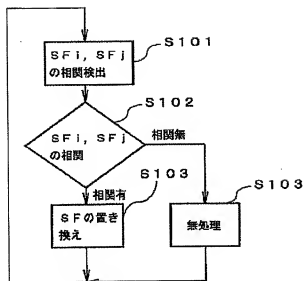 SFi, SFj
の相関検出
S101
SFi, SFj
の相関
S102
相関無
相関有
S103
S103
SFの置き
換え
無処理